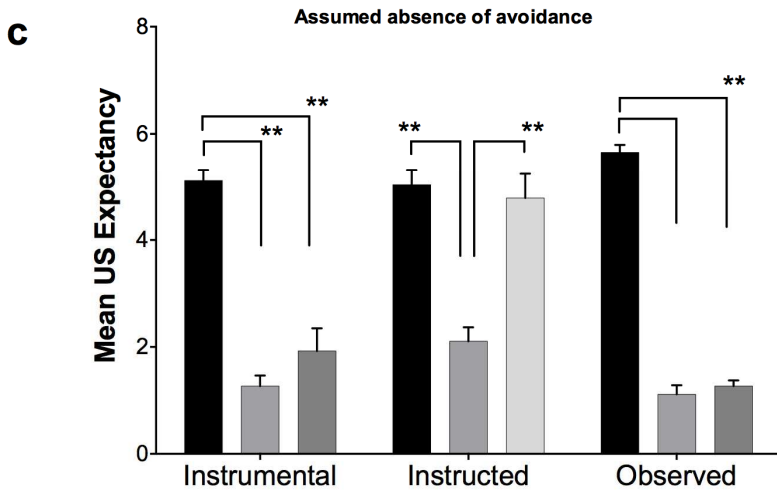 c
Assumed absence of avoidance
Mean US Expectancy
8
6
4
2
0
**
**
**
**
**
Instrumental
Instructed
Observed